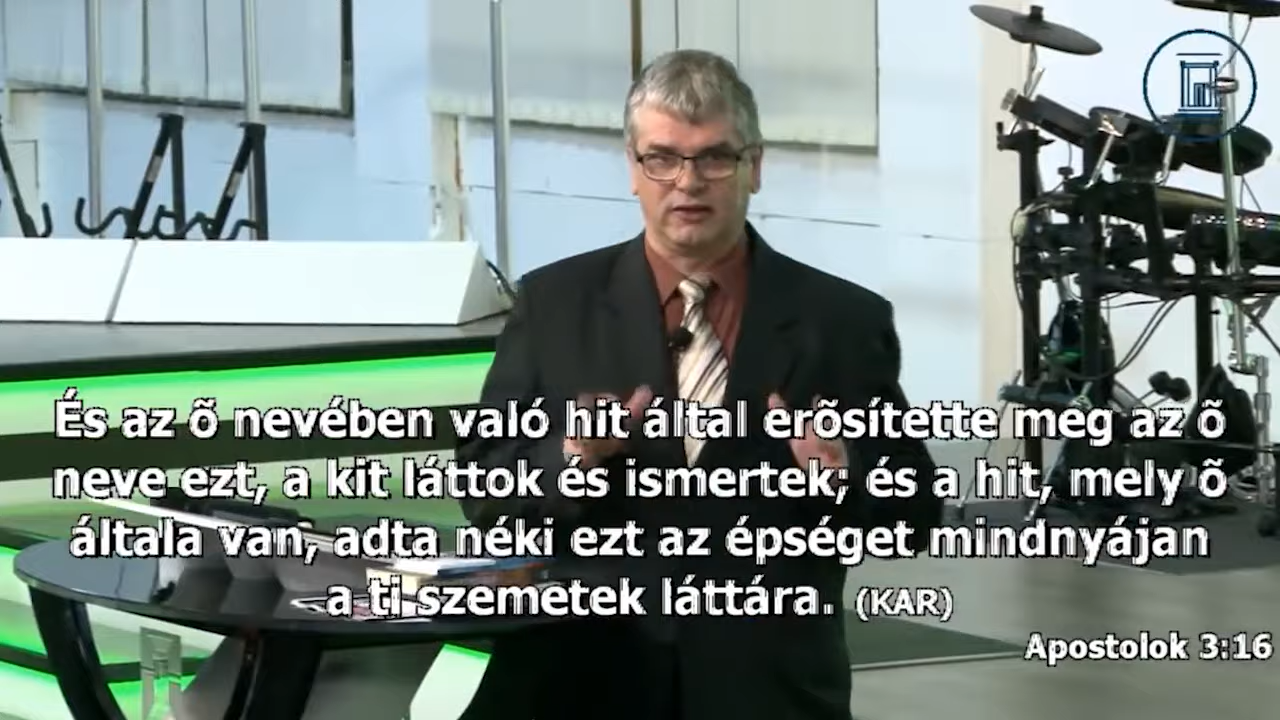 És az õ nevében való hit által erõsítette meg az õ
neve ezt, a kit láttok és ismertek; és a hit, mely õ
általa van, adta néki ezt az épséget mindnyájan
a ti szemetek láttára. (KAR)
Apostolok 3:16